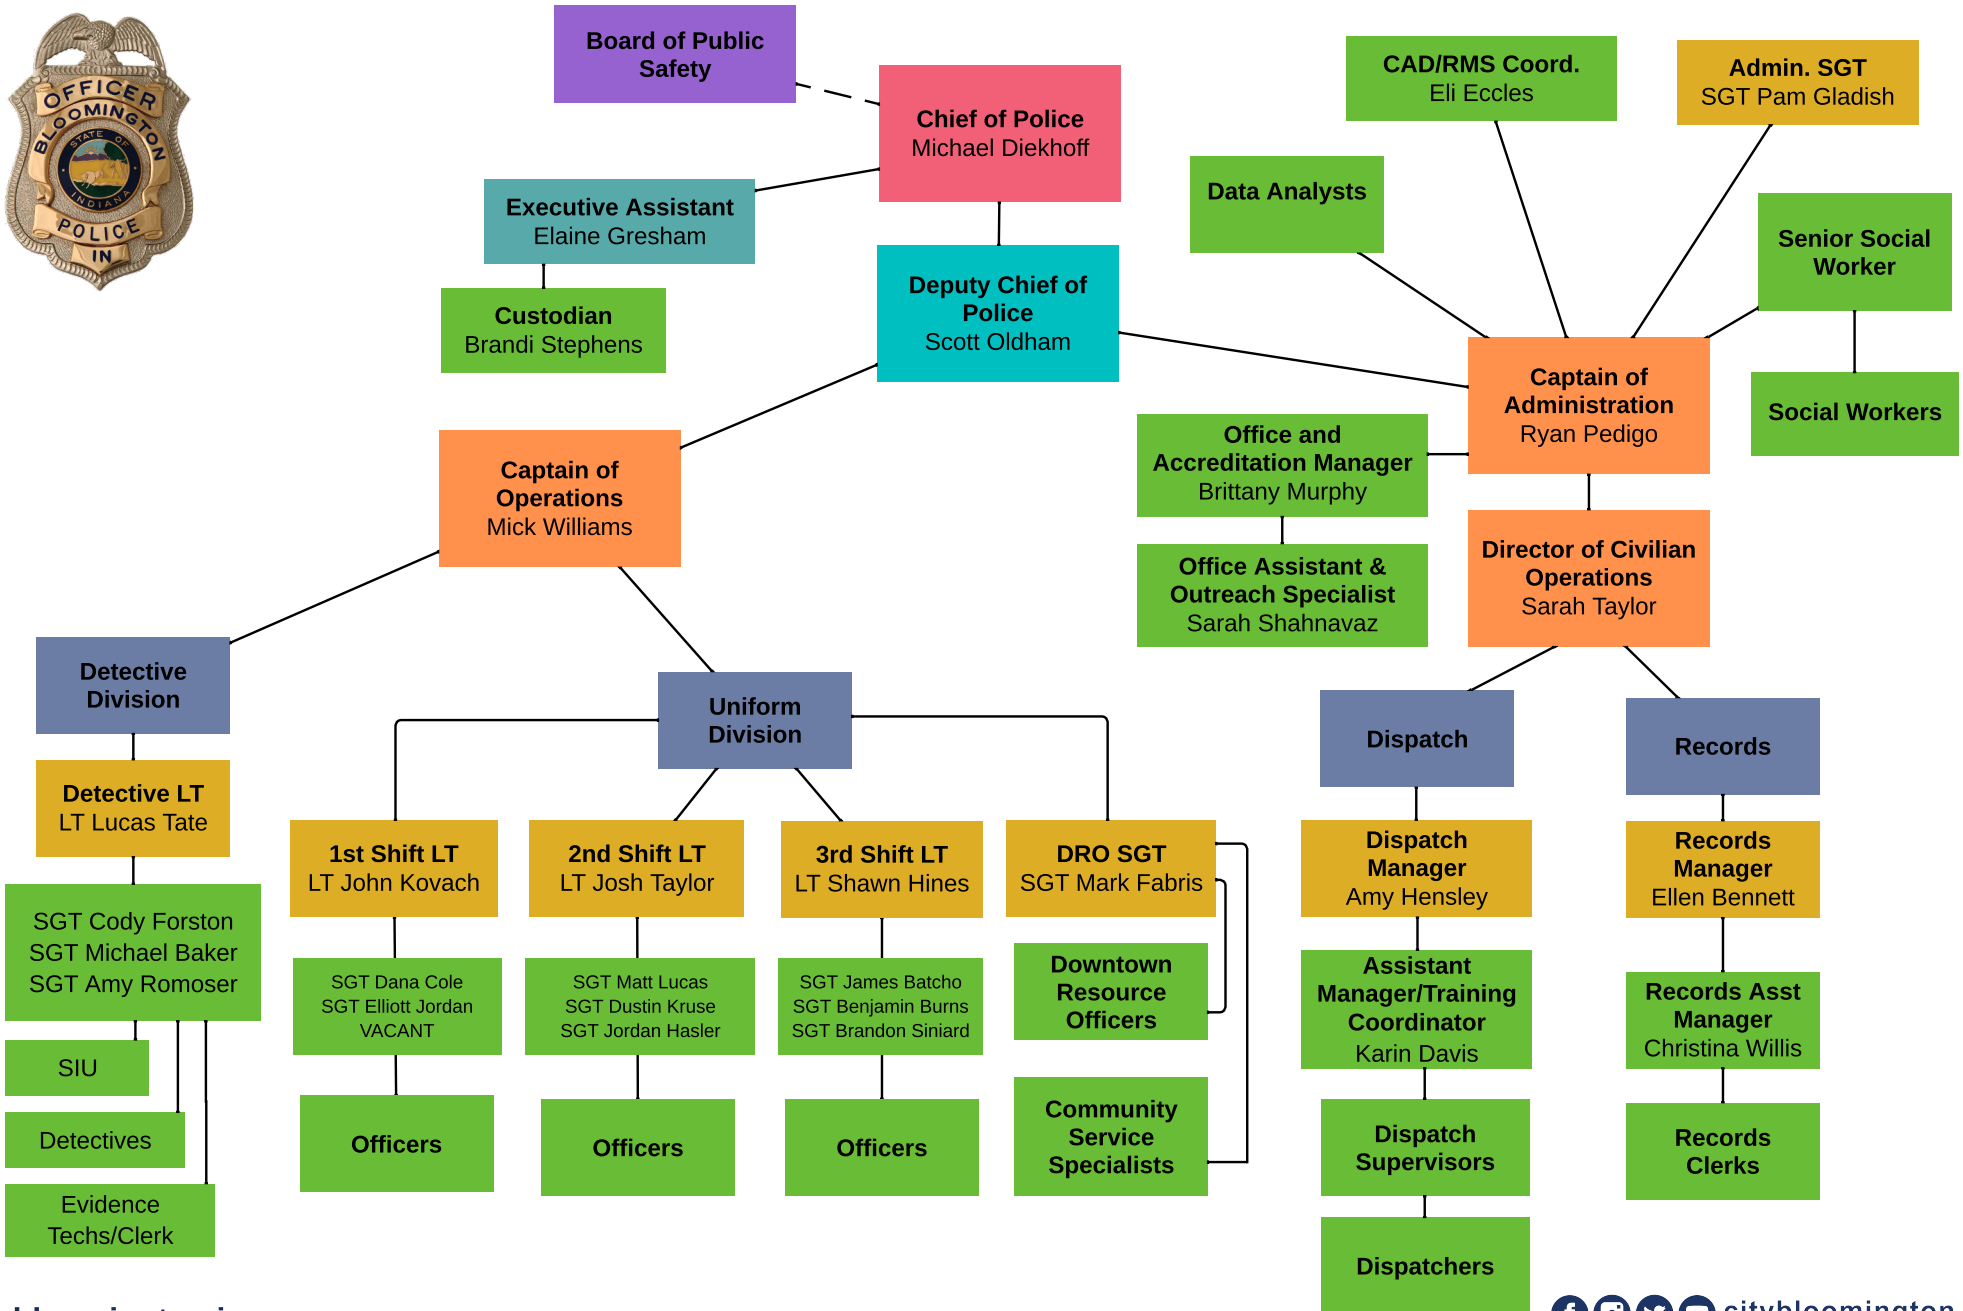 OFFICER
BLOOMINGTON
STATE OF
INDIANA
POLICE
IN
Board of Public
Safety
Chief of Police
Michael Diekhoff
Executive Assistant
Elaine Gresham
Custodian
Brandi Stephens
Deputy Chief of
Police
Scott Oldham
CAD/RMS Coord.
Eli Eccles
Admin. SGT
SGT Pam Gladish
Data Analysts
Senior Social
Worker
Social Workers
Captain of
Administration
Ryan Pedigo
Office and
Accreditation Manager
Brittany Murphy
Office Assistant &
Outreach Specialist
Sarah Shahnavaz
Director of Civilian
Operations
Sarah Taylor
Captain of
Operations
Mick Williams
Detective
Division
Detective LT
LT Lucas Tate
SGT Cody Forston
SGT Michael Baker
SGT Amy Romoser
SIU
Detectives
Evidence
Techs/Clerk
Uniform
Division
1st Shift LT
LT John Kovach
SGT Dana Cole
SGT Elliott Jordan
VACANT
Officers
2nd Shift LT
LT Josh Taylor
SGT Matt Lucas
SGT Dustin Kruse
SGT Jordan Hasler
Officers
3rd Shift LT
LT Shawn Hines
SGT James Batcho
SGT Benjamin Burns
SGT Brandon Siniard
Officers
DRO SGT
SGT Mark Fabris
Downtown
Resource
Officers
Community
Service
Specialists
Dispatch
Dispatch
Manager
Amy Hensley
Assistant
Manager/Training
Coordinator
Karin Davis
Dispatch
Supervisors
Dispatchers
Records
Records
Manager
Ellen Bennett
Records Asst
Manager
Christina Willis
Records
Clerks
citybloomington